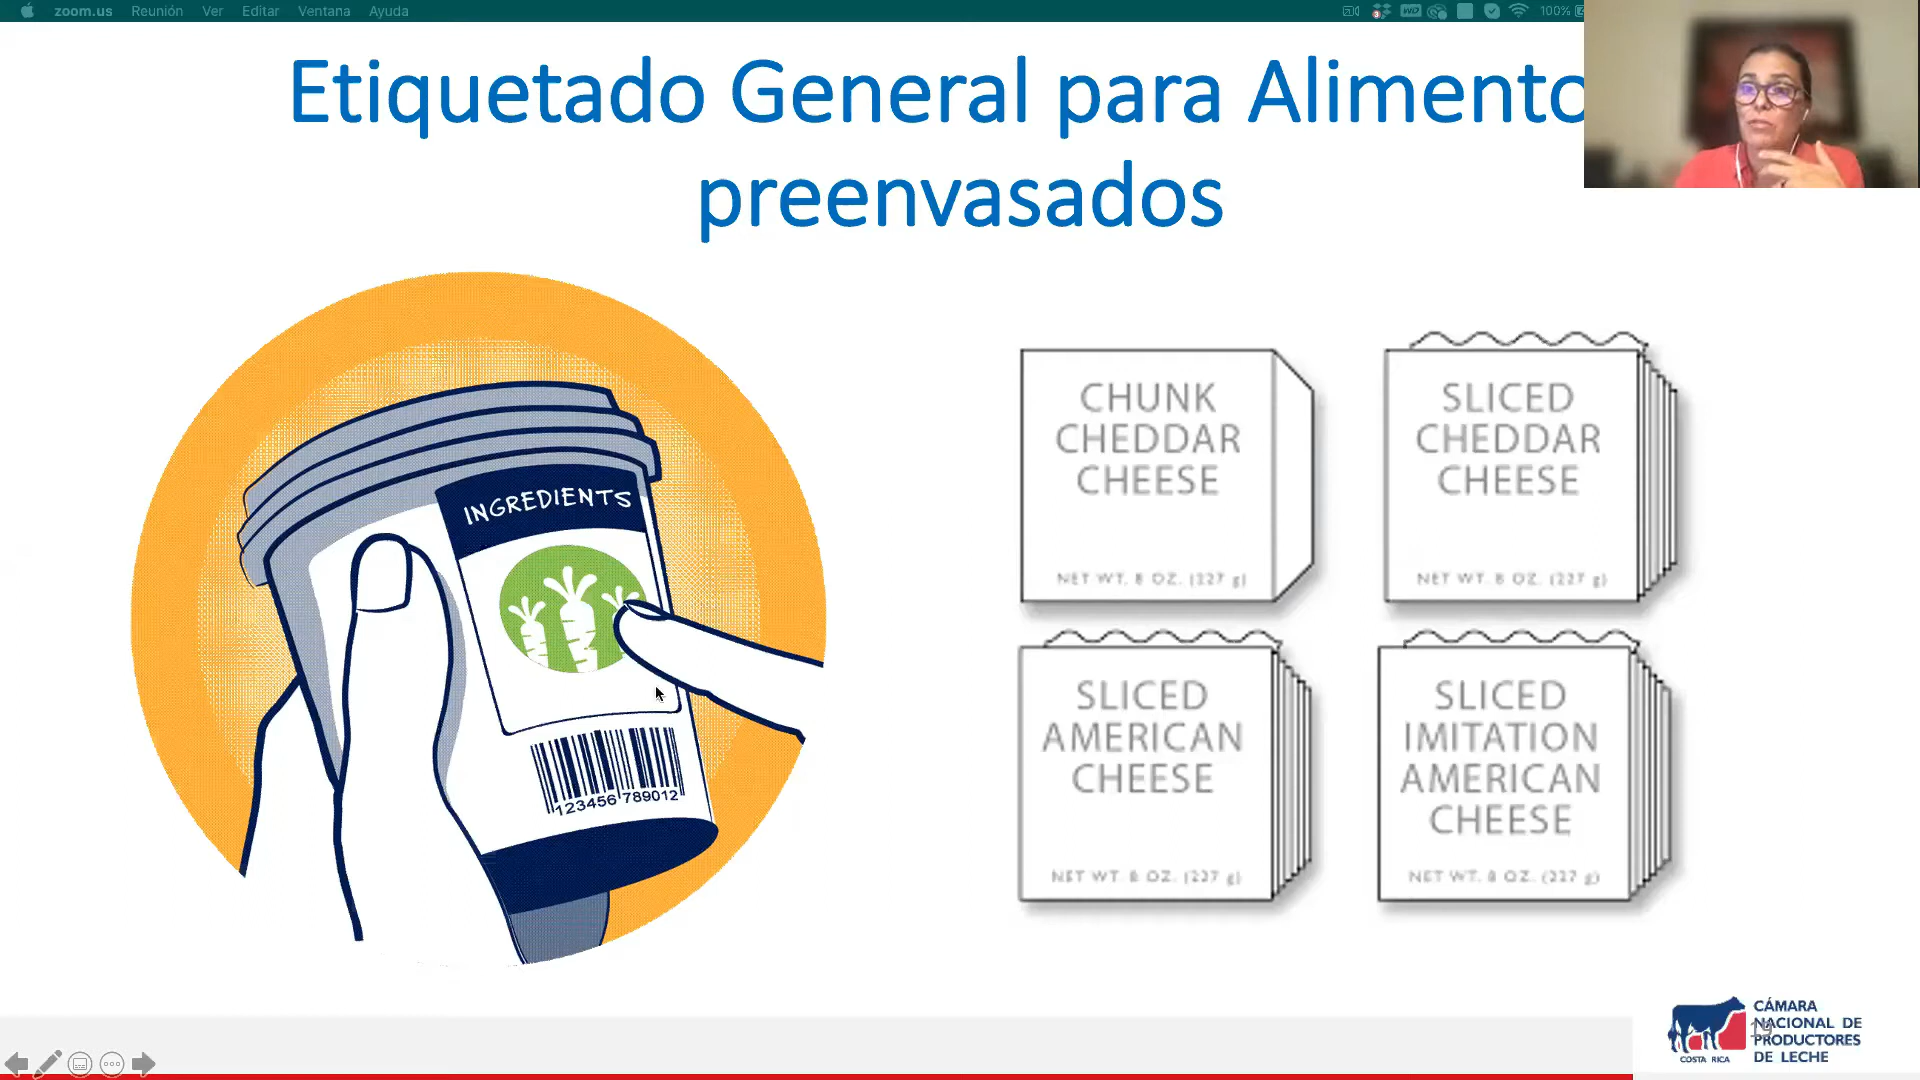 zoom.us Reunión Ver Editar Ventana Ayuda
100%
Etiquetado General para Alimento
preenvasados
INGREDIENTS
123456 789012
CHUNK
CHEDDAR
CHEESE
NET WT. 8 OZ. (227 g)
SLICED
CHEDDAR
CHEESE
NET WT. 8 OZ. (227 g)
SLICED
AMERICAN
CHEESE
NET WT. 8 OZ. (227 g)
SLICED
IMITATION
AMERICAN
CHEESE
NET WT. 8 OZ. (227 g)
CÁMARA
NACIONAL DE
PRODUCTORES
DE LECHE
COSTA RICA
19